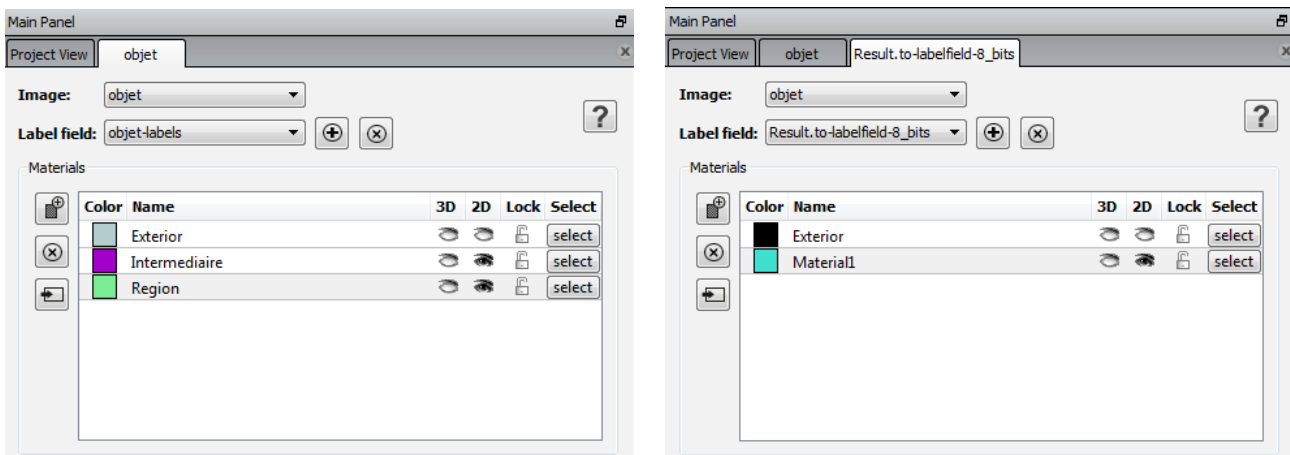 Main Panel
Project View objet
Image: objet
Label field: objet-labels
?
Materials
Color Name 3D 2D Lock Select
Exterior select
Intermediaire select
Region select
Main Panel
Project View objet Result.to-labelfield-8_bits
Image: objet
Label field: Result.to-labelfield-8_bits
?
Materials
Color Name 3D 2D Lock Select
Exterior select
Material1 select